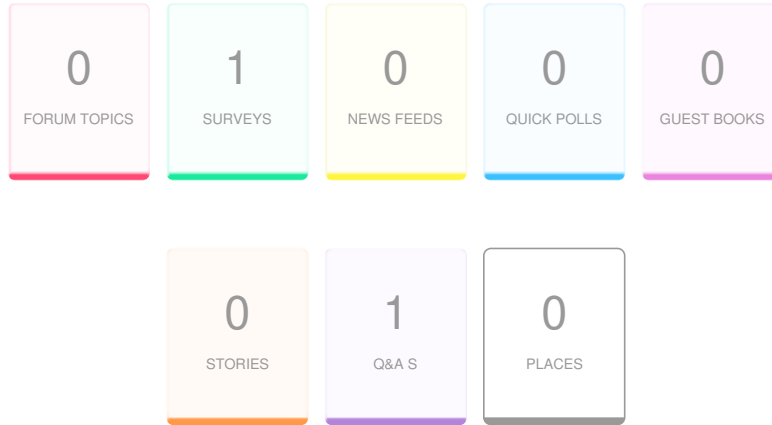 0 1 0 0 0
FORUM TOPICS SURVEYS NEWS FEEDS QUICK POLLS GUEST BOOKS
0 1 0
STORIES Q&A S PLACES